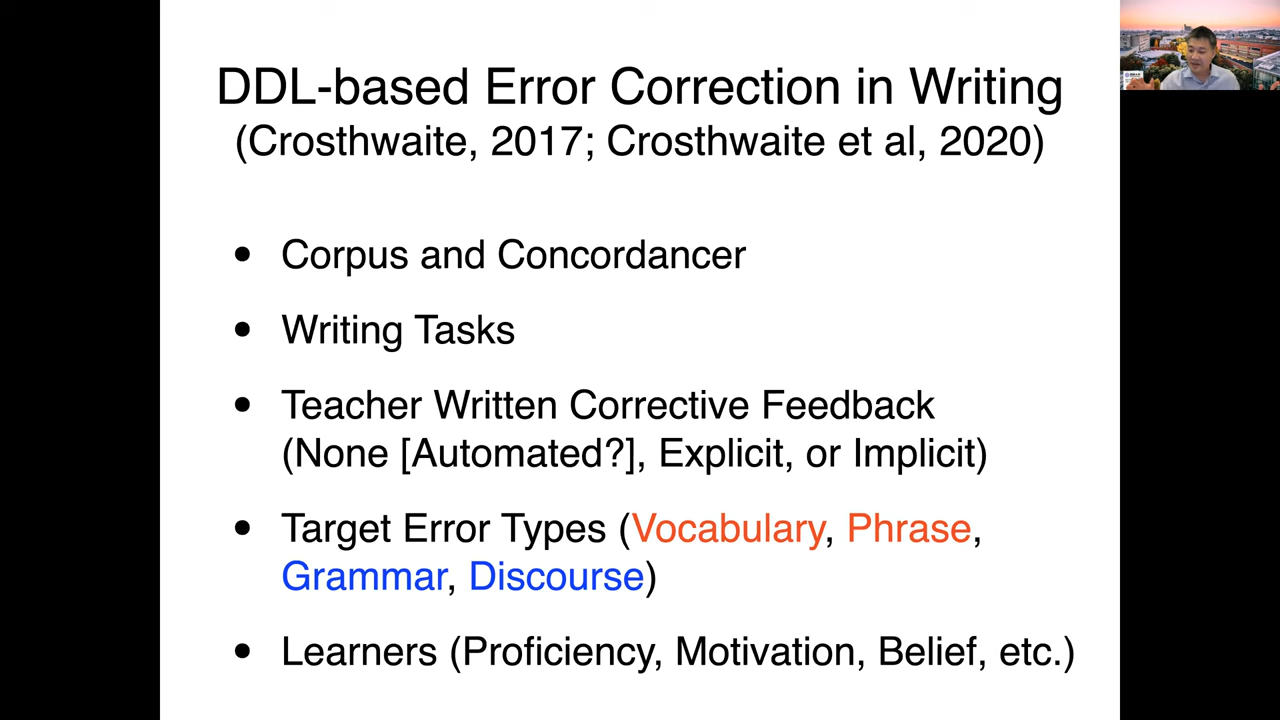 DDL-based Error Correction in Writing
(Crosthwaite, 2017; Crosthwaite et al, 2020)
• Corpus and Concordancer
• Writing Tasks
• Teacher Written Corrective Feedback
(None [Automated?], Explicit, or Implicit)
• Target Error Types (Vocabulary, Phrase,
Grammar, Discourse)
• Learners (Proficiency, Motivation, Belief, etc.)